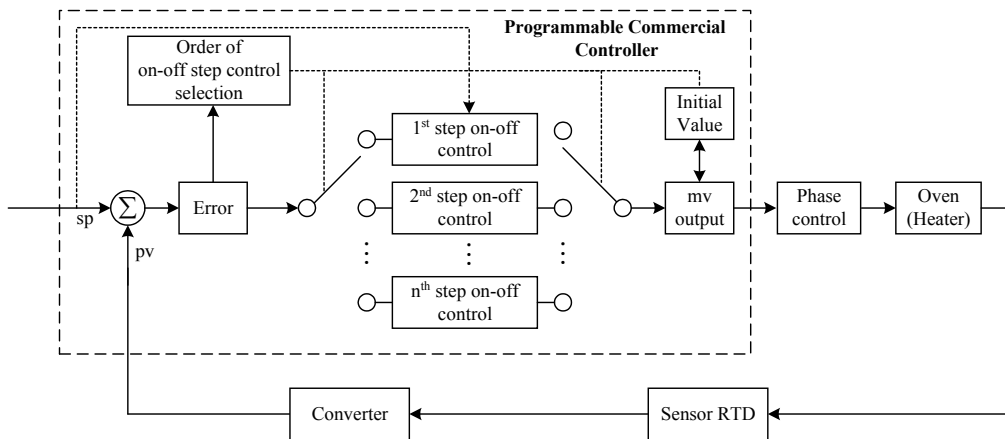 Programmable Commercial
Controller
Order of
on-off step control
selection
Initial
Value
1st step on-off
control
sp
Σ
pv
Error
2nd step on-off
control
mv
output
Phase
control
Oven
(Heater)
nth step on-off
control
Converter
Sensor RTD